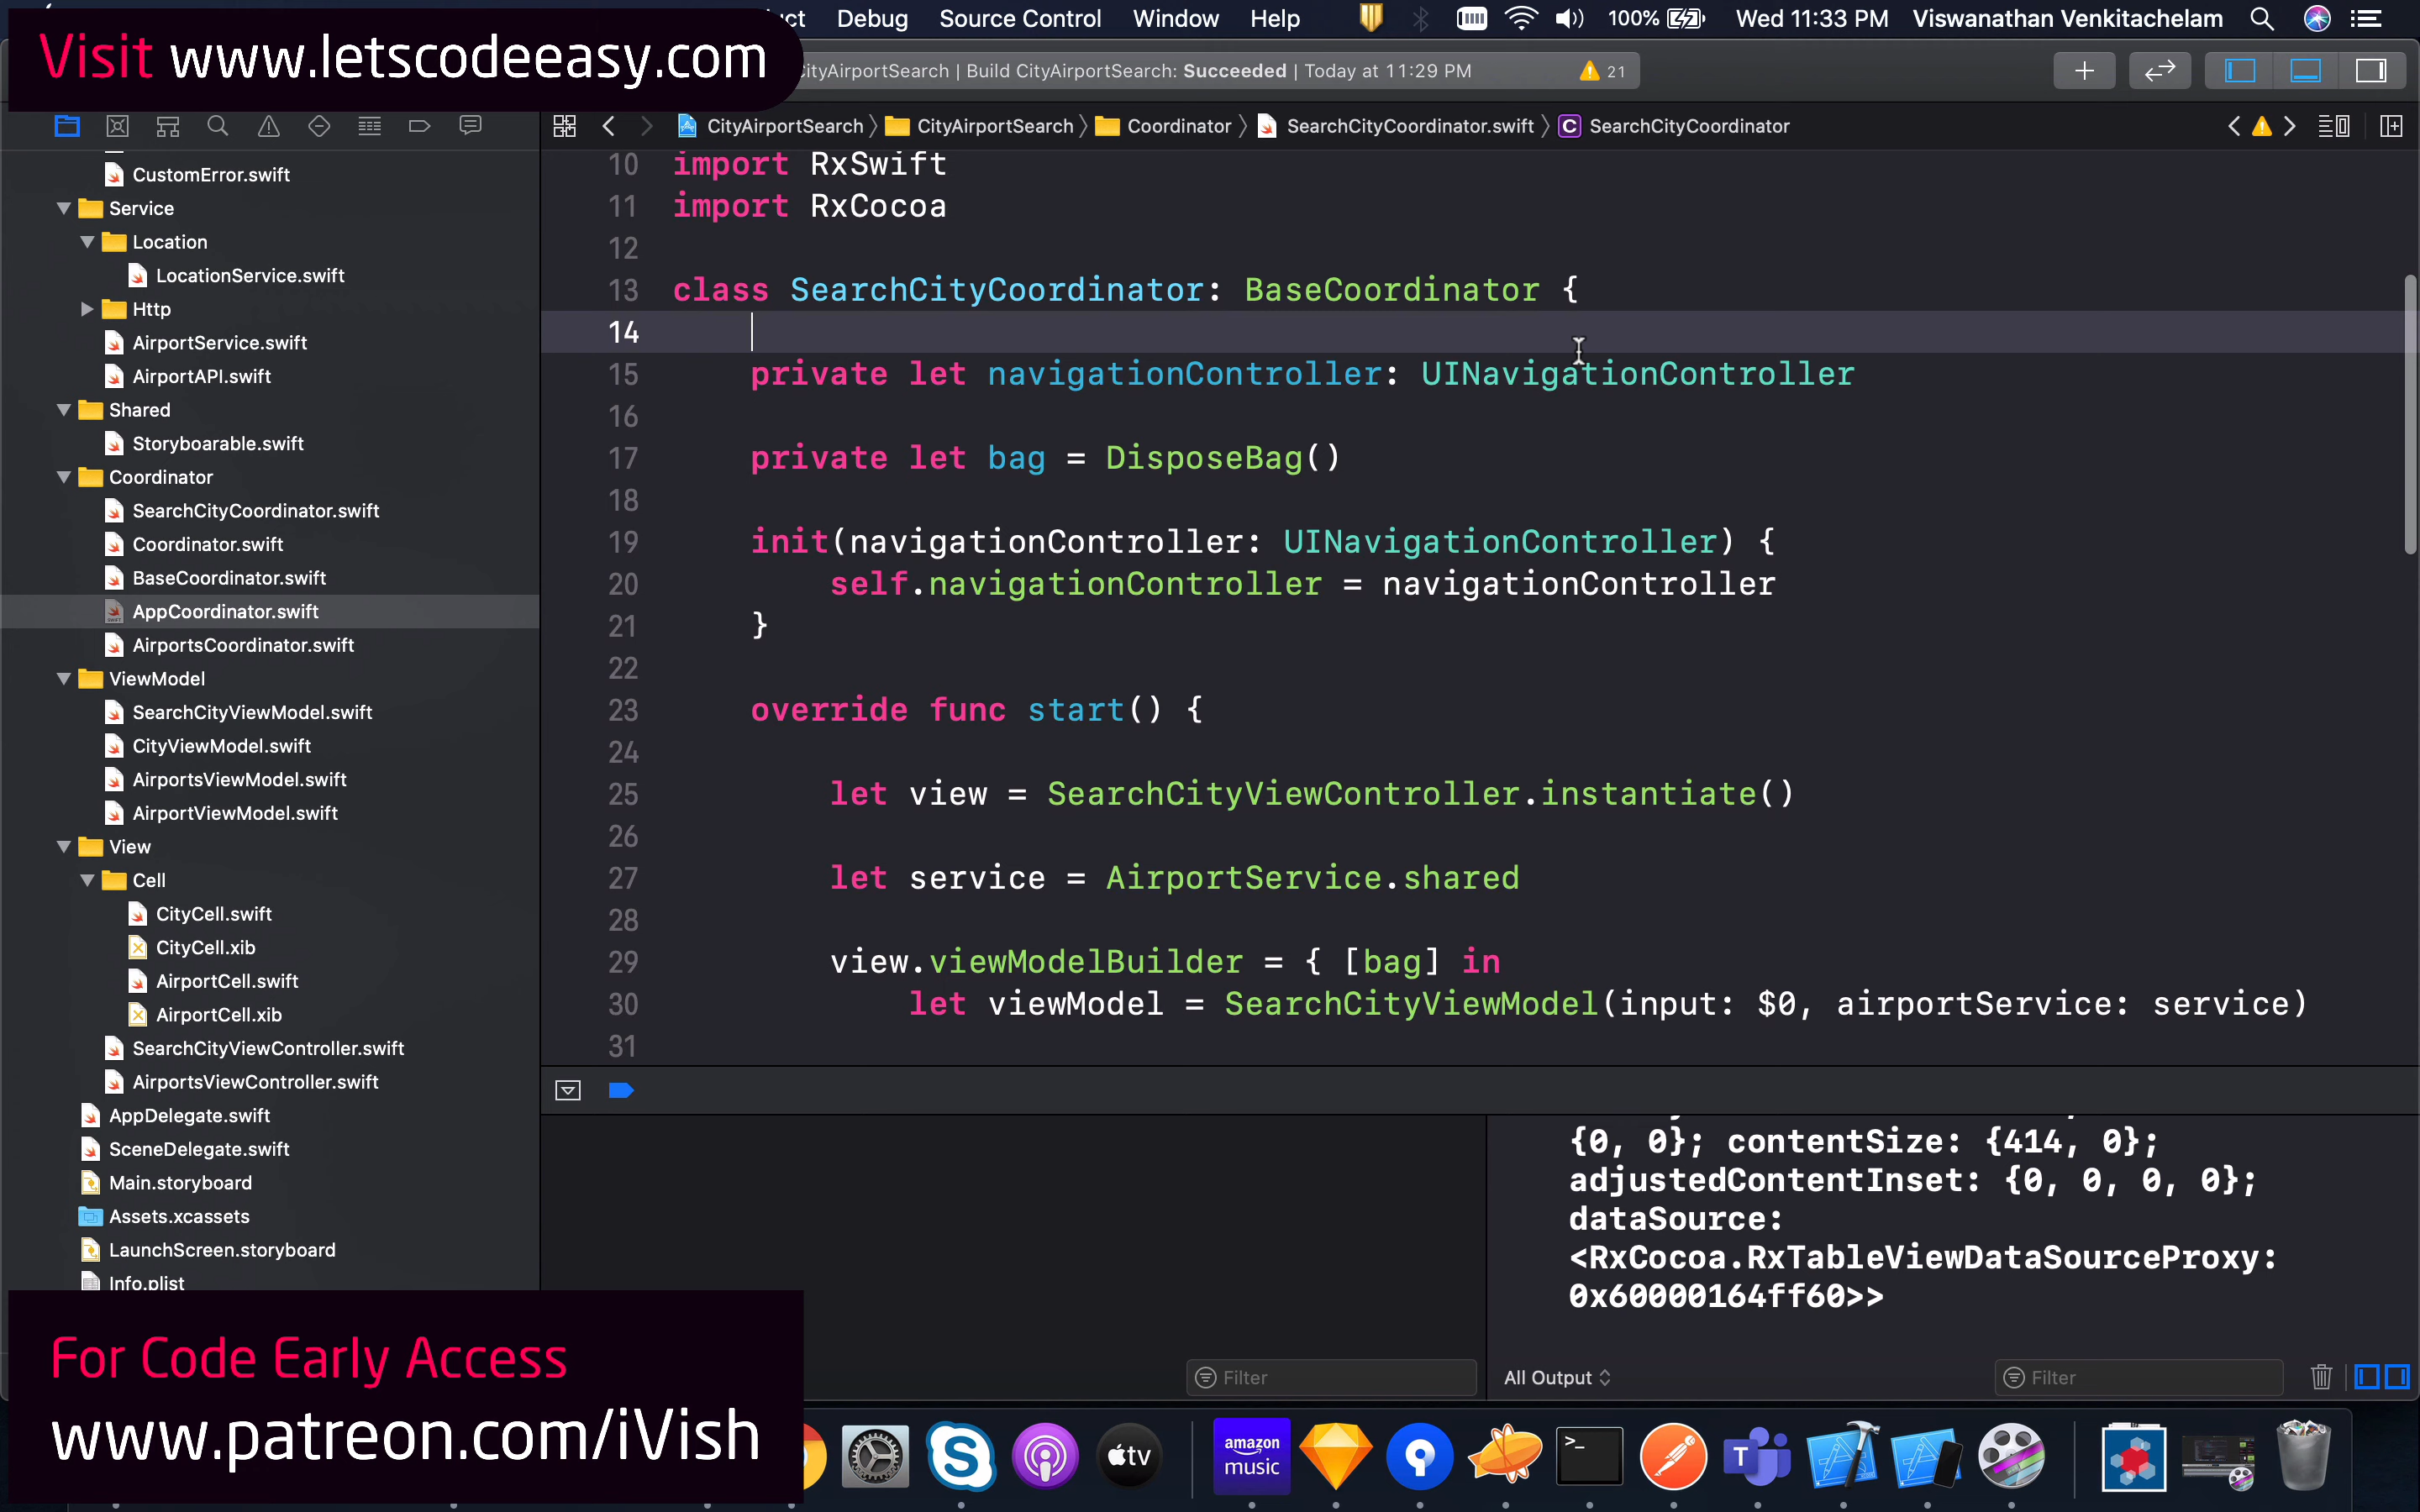 Visit www.letscodeeasy.com
Debug Source Control Window Help 100% Wed 11:33 PM Viswanathan Venkitachelam
CityAirportSearch | Build CityAirportSearch: Succeeded | Today at 11:29 PM 21
CityAirportSearch CityAirportSearch Coordinator SearchCityCoordinator.swift C SearchCityCoordinator
CustomError.swift
Service
Location
LocationService.swift
Http
AirportService.swift
AirportAPI.swift
Shared
Storyboarable.swift
Coordinator
SearchCityCoordinator.swift
Coordinator.swift
BaseCoordinator.swift
AppCoordinator.swift
AirportsCoordinator.swift
ViewModel
SearchCityViewModel.swift
CityViewModel.swift
AirportsViewModel.swift
AirportViewModel.swift
View
Cell
CityCell.swift
CityCell.xib
AirportCell.swift
AirportCell.xib
SearchCityViewController.swift
AirportsViewController.swift
AppDelegate.swift
SceneDelegate.swift
Main.storyboard
Assets.xcassets
LaunchScreen.storyboard
Info.plist
10 import RxSwift
11 import RxCocoa
12
13 class SearchCityCoordinator: BaseCoordinator {
14
15 private let navigationController: UINavigationController
16
17 private let bag = DisposeBag()
18
19 init(navigationController: UINavigationController) {
20 self.navigationController = navigationController
21 }
22
23 override func start() {
24
25 let view = SearchCityViewController.instantiate()
26
27 let service = AirportService.shared
28
29 view.viewModelBuilder = { [bag] in
30 let viewModel = SearchCityViewModel(input: $0, airportService: service)
31
{0, 0}; contentSize: {414, 0};
adjustedContentInset: {0, 0, 0, 0};
dataSource:
<RxCocoa.RxTableViewDataSourceProxy:
0x60000164ff60>>
Filter
All Output
Filter
For Code Early Access
www.patreon.com/iVish
tv
amazon
music
T